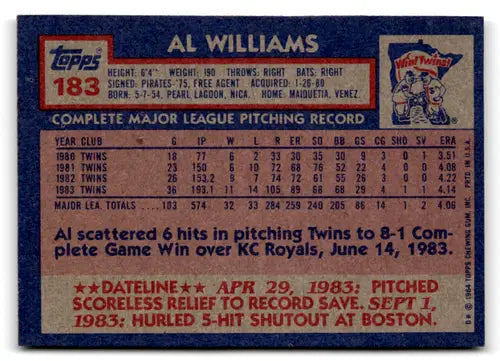 Topps
183
AL WILLIAMS
Win! Twins!
HEIGHT: 6'4" WEIGHT: 190 THROWS: RIGHT BATS: RIGHT
SIGNED: PIRATES-'75, FREE AGENT ACQUIRED: 1-26-80
BORN: 5-7-54, PEARL LAGOON, NICA. HOME: MAIQUETIA, VENEZ.
COMPLETE MAJOR LEAGUE PITCHING RECORD
YEAR CLUB G IP W L R ER SO BB GS CG SHO SV ERA
1980 TWINS 18 77 6 2 33 30 35 30 9 3 0 1 3.51
1981 TWINS 23 150 6 10 72 68 76 52 22 4 0 0 4.08
1982 TWINS 26 153.2 9 7 74 72 61 55 26 3 0 0 4.22
1983 TWINS 36 193.1 11 14 105 89 68 68 29 4 1 1 4.14
MAJOR LEA. TOTALS 103 574 32 33 284 259 240 205 86 14 1 2 4.06
Al scattered 6 hits in pitching Twins to 8-1 Com-
plete Game Win over KC Royals, June 14, 1983.
★★DATELINE★★ APR 29, 1983: PITCHED
SCORELESS RELIEF TO RECORD SAVE. SEPT 1,
1983: HURLED 5-HIT SHUTOUT AT BOSTON.
D* © 1984 TOPPS CHEWING GUM, INC. PRTD. IN U.S.A.